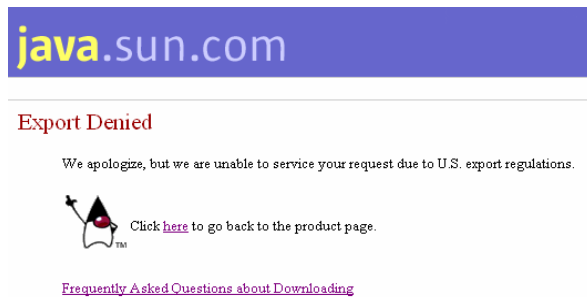 java.sun.com
Export Denied
We apologize, but we are unable to service your request due to U.S. export regulations.
Click here to go back to the product page.
TM
Frequently Asked Questions about Downloading